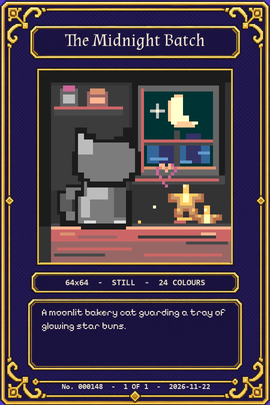 The Midnight Batch
64x64 - STILL - 24 COLOURS
A moonlit bakery cat guarding a tray of
glowing star buns.
No. 000148 - 1 OF 1 - 2026-11-22